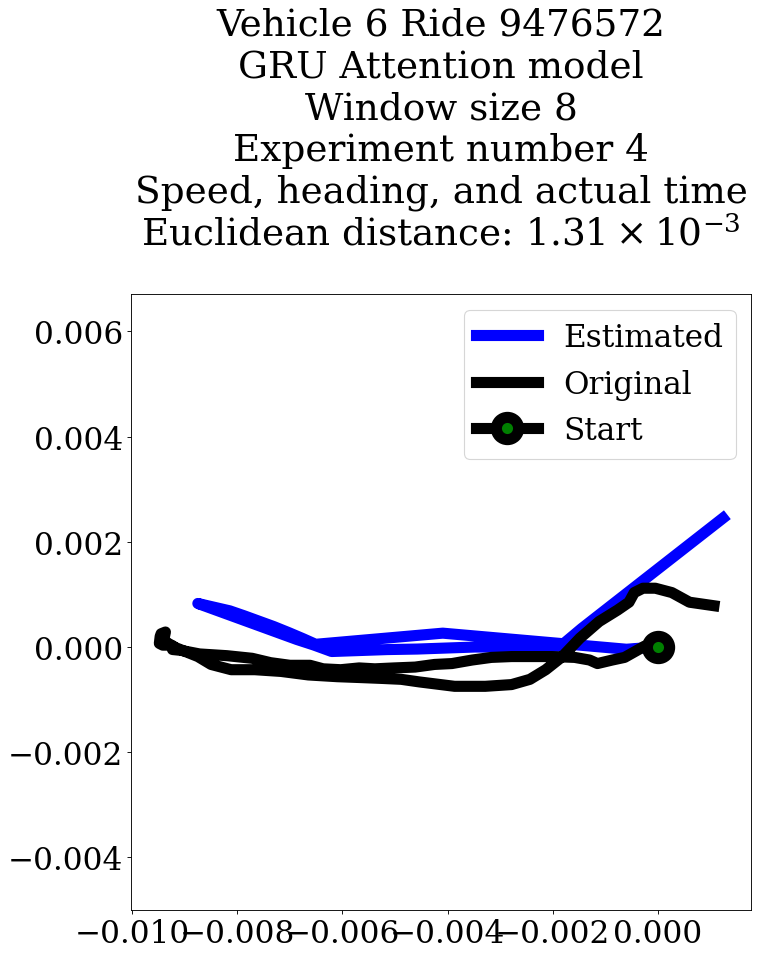 Vehicle 6 Ride 9476572
GRU Attention model
Window size 8
Experiment number 4
Speed, heading, and actual time
Euclidean distance: 1.31 × 10⁻³
Estimated
Original
Start
0.006
0.004
0.002
0.000
−0.002
−0.004
−0.010 −0.008 −0.006 −0.004 −0.002 0.000